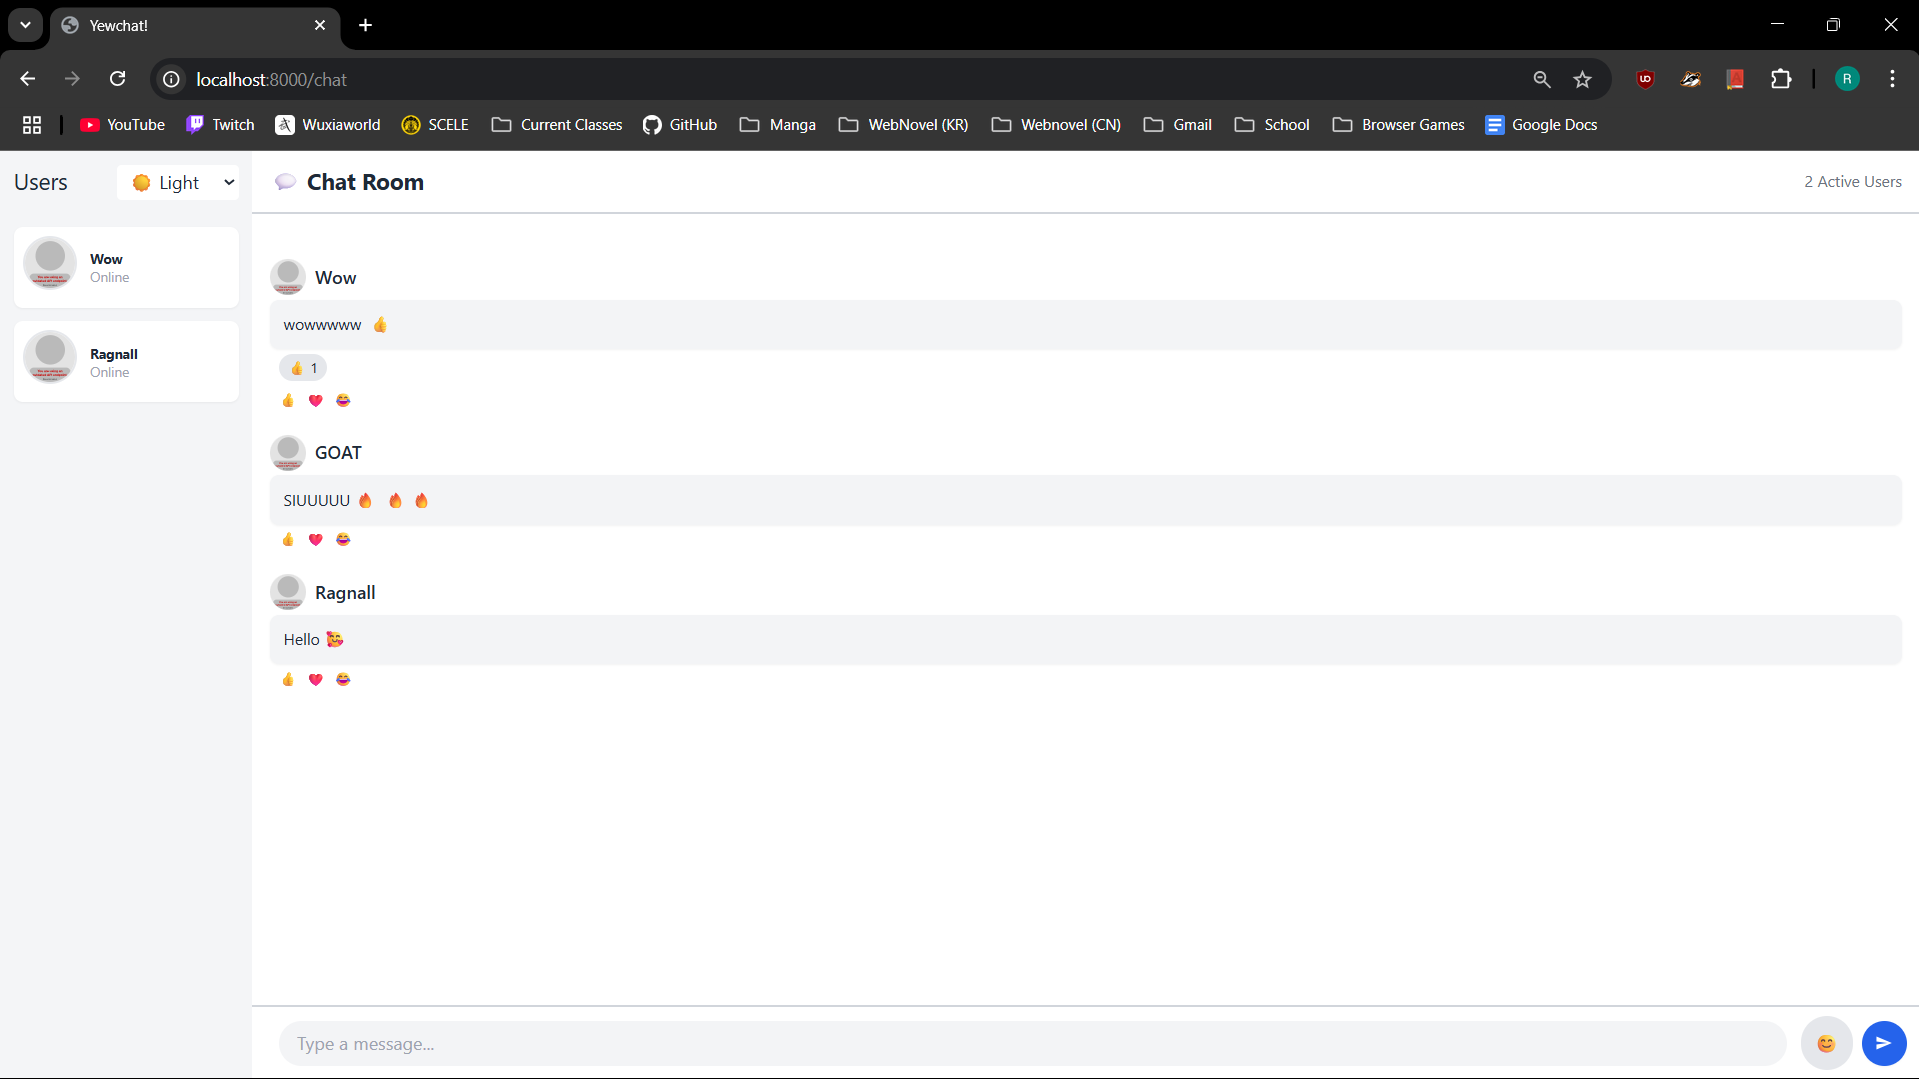 Yewchat!
localhost:8000/chat
R
YouTube Twitch Wuxiaworld SCELE Current Classes GitHub Manga WebNovel (KR) Webnovel (CN) Gmail School Browser Games Google Docs
Users
🌞 Light
💬 Chat Room
2 Active Users
Wow
Online
Ragnall
Online
Wow
wowwwww 👍
👍 1
👍 ❤️ 😂
GOAT
SIUUUUU 🔥 🔥 🔥
👍 ❤️ 😂
Ragnall
Hello 🥰
👍 ❤️ 😂
Type a message...
😊